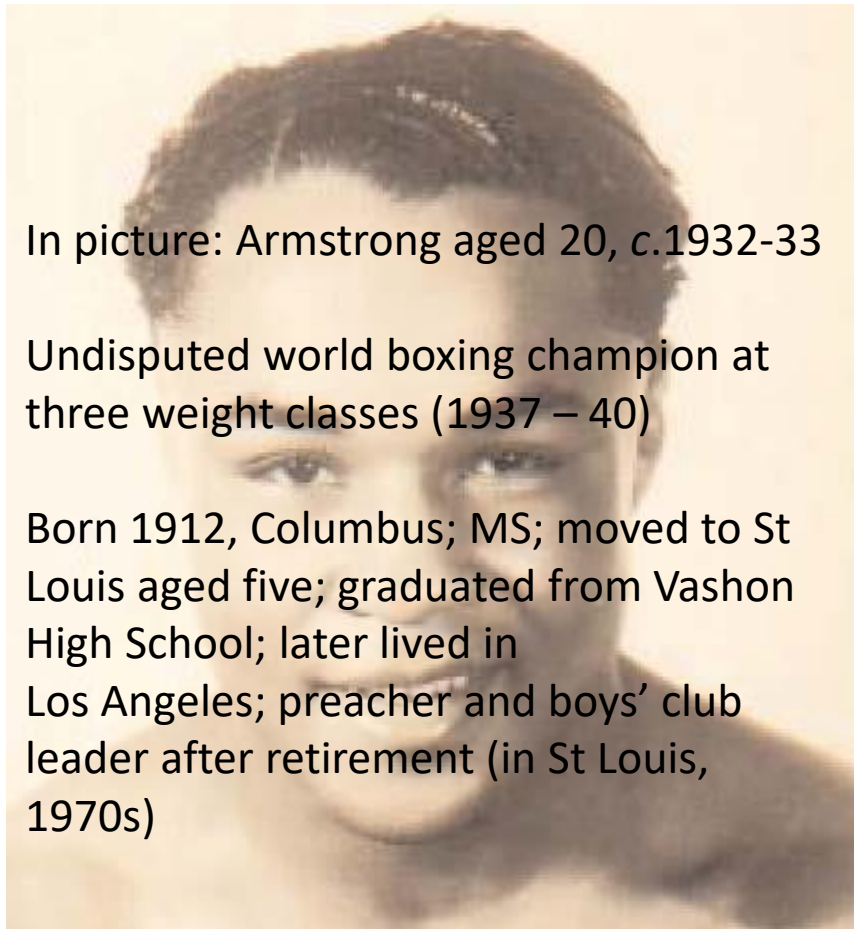 In picture: Armstrong aged 20, c.1932-33
Undisputed world boxing champion at
three weight classes (1937 – 40)
Born 1912, Columbus; MS; moved to St
Louis aged five; graduated from Vashon
High School; later lived in
Los Angeles; preacher and boys’ club
leader after retirement (in St Louis,
1970s)